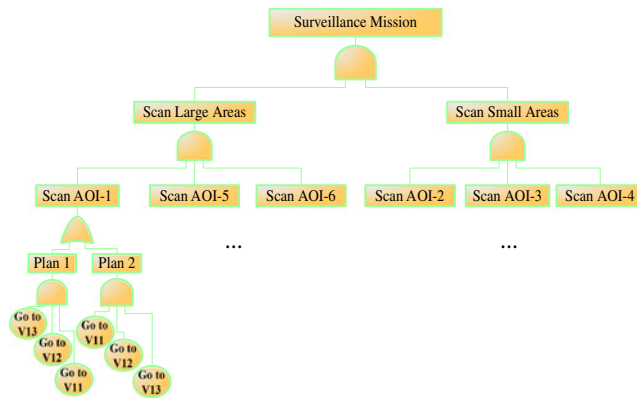 Surveillance Mission
Scan Large Areas
Scan Small Areas
Scan AOI-1
Scan AOI-5
Scan AOI-6
Scan AOI-2
Scan AOI-3
Scan AOI-4
...
...
Plan 1
Plan 2
Go to
V13
Go to
V12
Go to
V11
Go to
V11
Go to
V12
Go to
V13